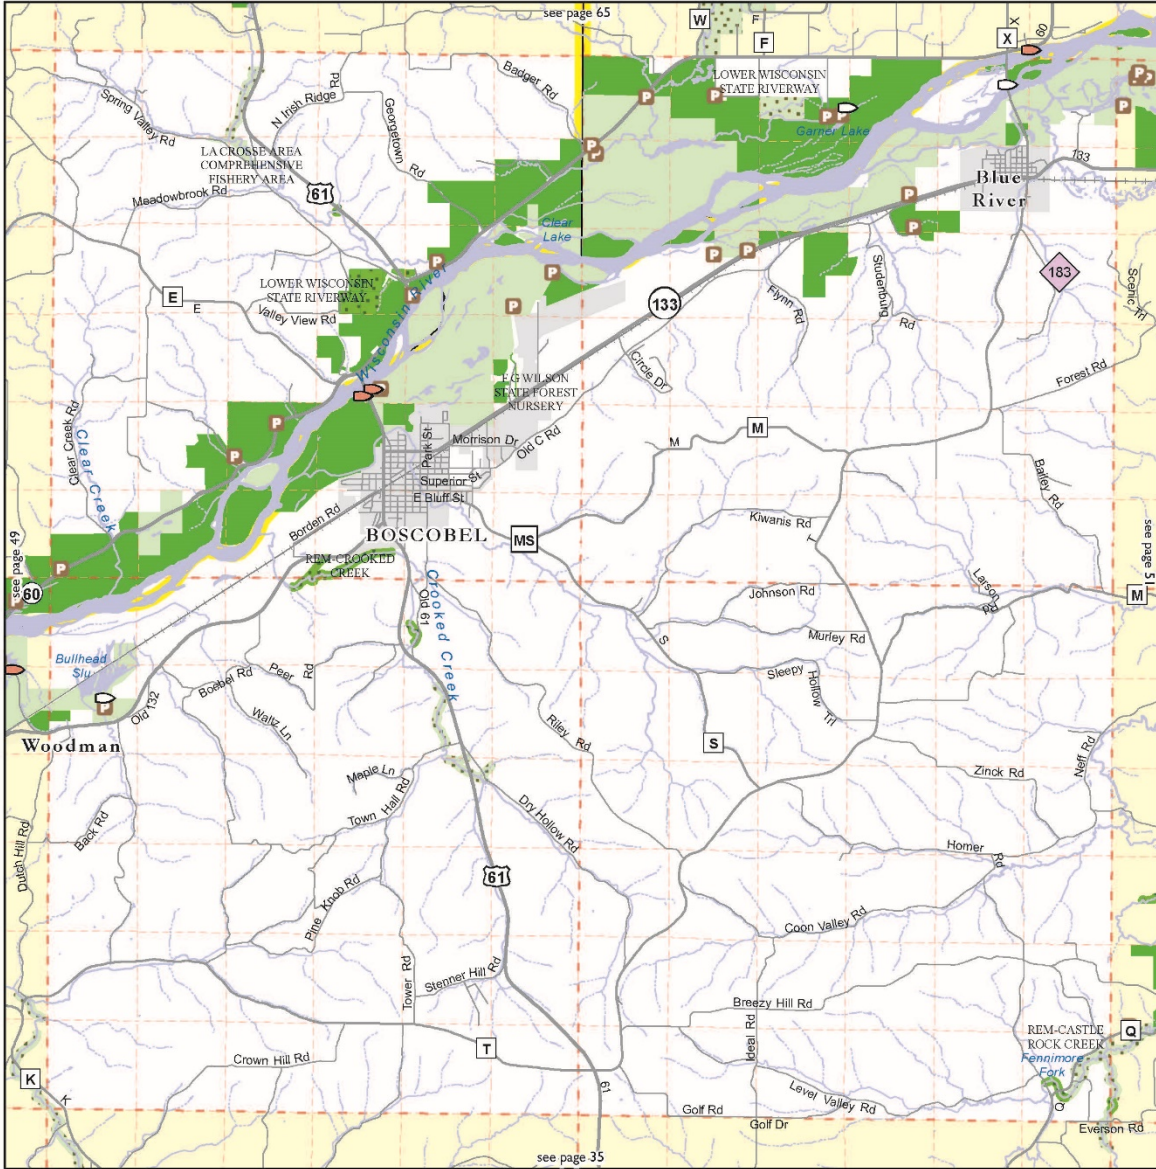 see page 65
W
F
F
X
X
60
Badger Rd
N Irish Ridge Rd
Georgetown Rd
Spring Valley Rd
LOWER WISCONSIN
STATE RIVERWAY
P
P
P
P
P
P
P
P
P
Garner Lake
133
LA CROSSE AREA
COMPREHENSIVE
FISHERY AREA
Blue
River
Meadowbrook Rd
61
P
P
Clear
Lake
P
P
P
P
183
Scenic Trl
LOWER WISCONSIN
STATE RIVERWAY
E
E
P
P
133
Flynn Rd
Studenburg Rd
Valley View Rd
Wisconsin River
Circle Dr
Forest Rd
F G WILSON
STATE FOREST
NURSERY
P
Clear Creek Rd
Clear Creek
P
P
Park St
Morrison Dr
Old C Rd
M
M
Superior St
E Bluff St
Bailey Rd
Borden Rd
BOSCOBEL
MS
Kiwanis Rd
T
see page 49
see page 51
REM-CROOKED
CREEK
P
P
60
Old 61
Crooked Creek
Johnson Rd
Larson Rd
M
S
Murley Rd
Bullhead
Slu
Peer Rd
Boebel Rd
Sleepy Hollow Trl
P
Old 132
Waltz Ln
Riley Rd
Woodman
S
Neff Rd
Maple Ln
Zinck Rd
Town Hall Rd
Dry Hollow Rd
Back Rd
Dutch Hill Rd
Homer Rd
61
Pine Knob Rd
Coon Valley Rd
Tower Rd
Stenner Hill Rd
Breezy Hill Rd
Ideal Rd
REM-CASTLE
ROCK CREEK
Q
Fennimore
Fork
T
Crown Hill Rd
K
K
61
Level Valley Rd
Golf Rd
Golf Dr
Q
Everson Rd
see page 35